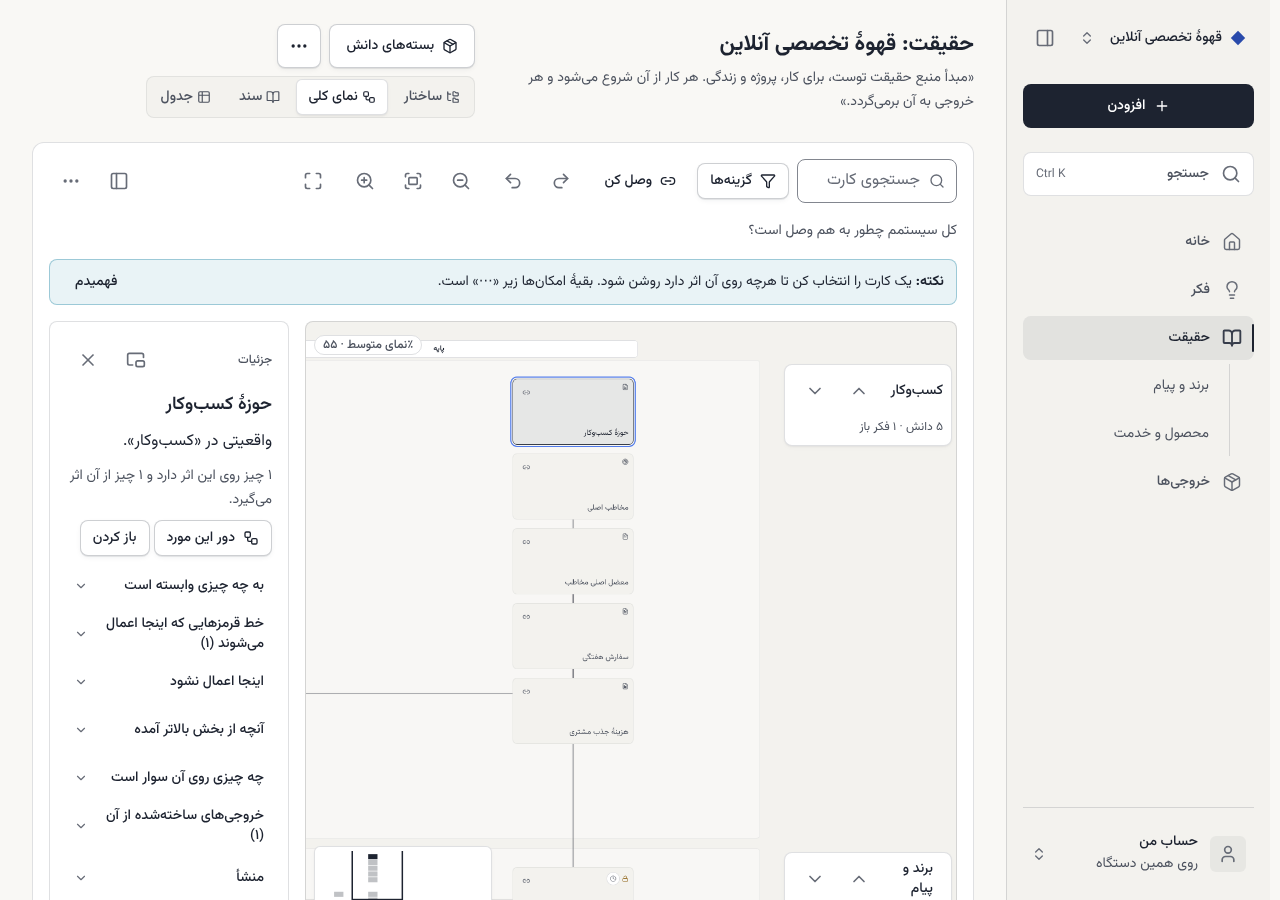 قهوهٔ تخصصی آنلاین
افزودن
جستجو
Ctrl K
خانه
فکر
حقیقت
برند و پیام
محصول و خدمت
خروجی‌ها
حساب من
روی همین دستگاه
حقیقت: قهوهٔ تخصصی آنلاین
«مبدأ منبع حقیقت توست، برای کار، پروژه و زندگی. هر کار از آن شروع می‌شود و هر
خروجی به آن برمی‌گردد.»
بسته‌های دانش
ساختار
نمای کلی
سند
جدول
جستجوی کارت
گزینه‌ها
وصل کن
کل سیستمم چطور به هم وصل است؟
نکته: یک کارت را انتخاب کن تا هرچه روی آن اثر دارد روشن شود. بقیهٔ امکان‌ها زیر «⋯» است.
فهمیدم
کسب‌وکار
۵ دانش · ۱ فکر باز
پایه
نمای متوسط · ۵۵٪
حوزهٔ کسب‌وکار
مخاطب اصلی
معضل اصلی مخاطب
سفارش هفتگی
هزینهٔ جذب مشتری
برند و
پیام
جزئیات
حوزهٔ کسب‌وکار
واقعیتی در «کسب‌وکار».
۱ چیز روی این اثر دارد و ۱ چیز از آن اثر
می‌گیرد.
دور این مورد
باز کردن
به چه چیزی وابسته است
خط قرمزهایی که اینجا اعمال
می‌شوند (۱)
اینجا اعمال نشود
آنچه از بخش بالاتر آمده
چه چیزی روی آن سوار است
خروجی‌های ساخته‌شده از آن
(۱)
منشأ